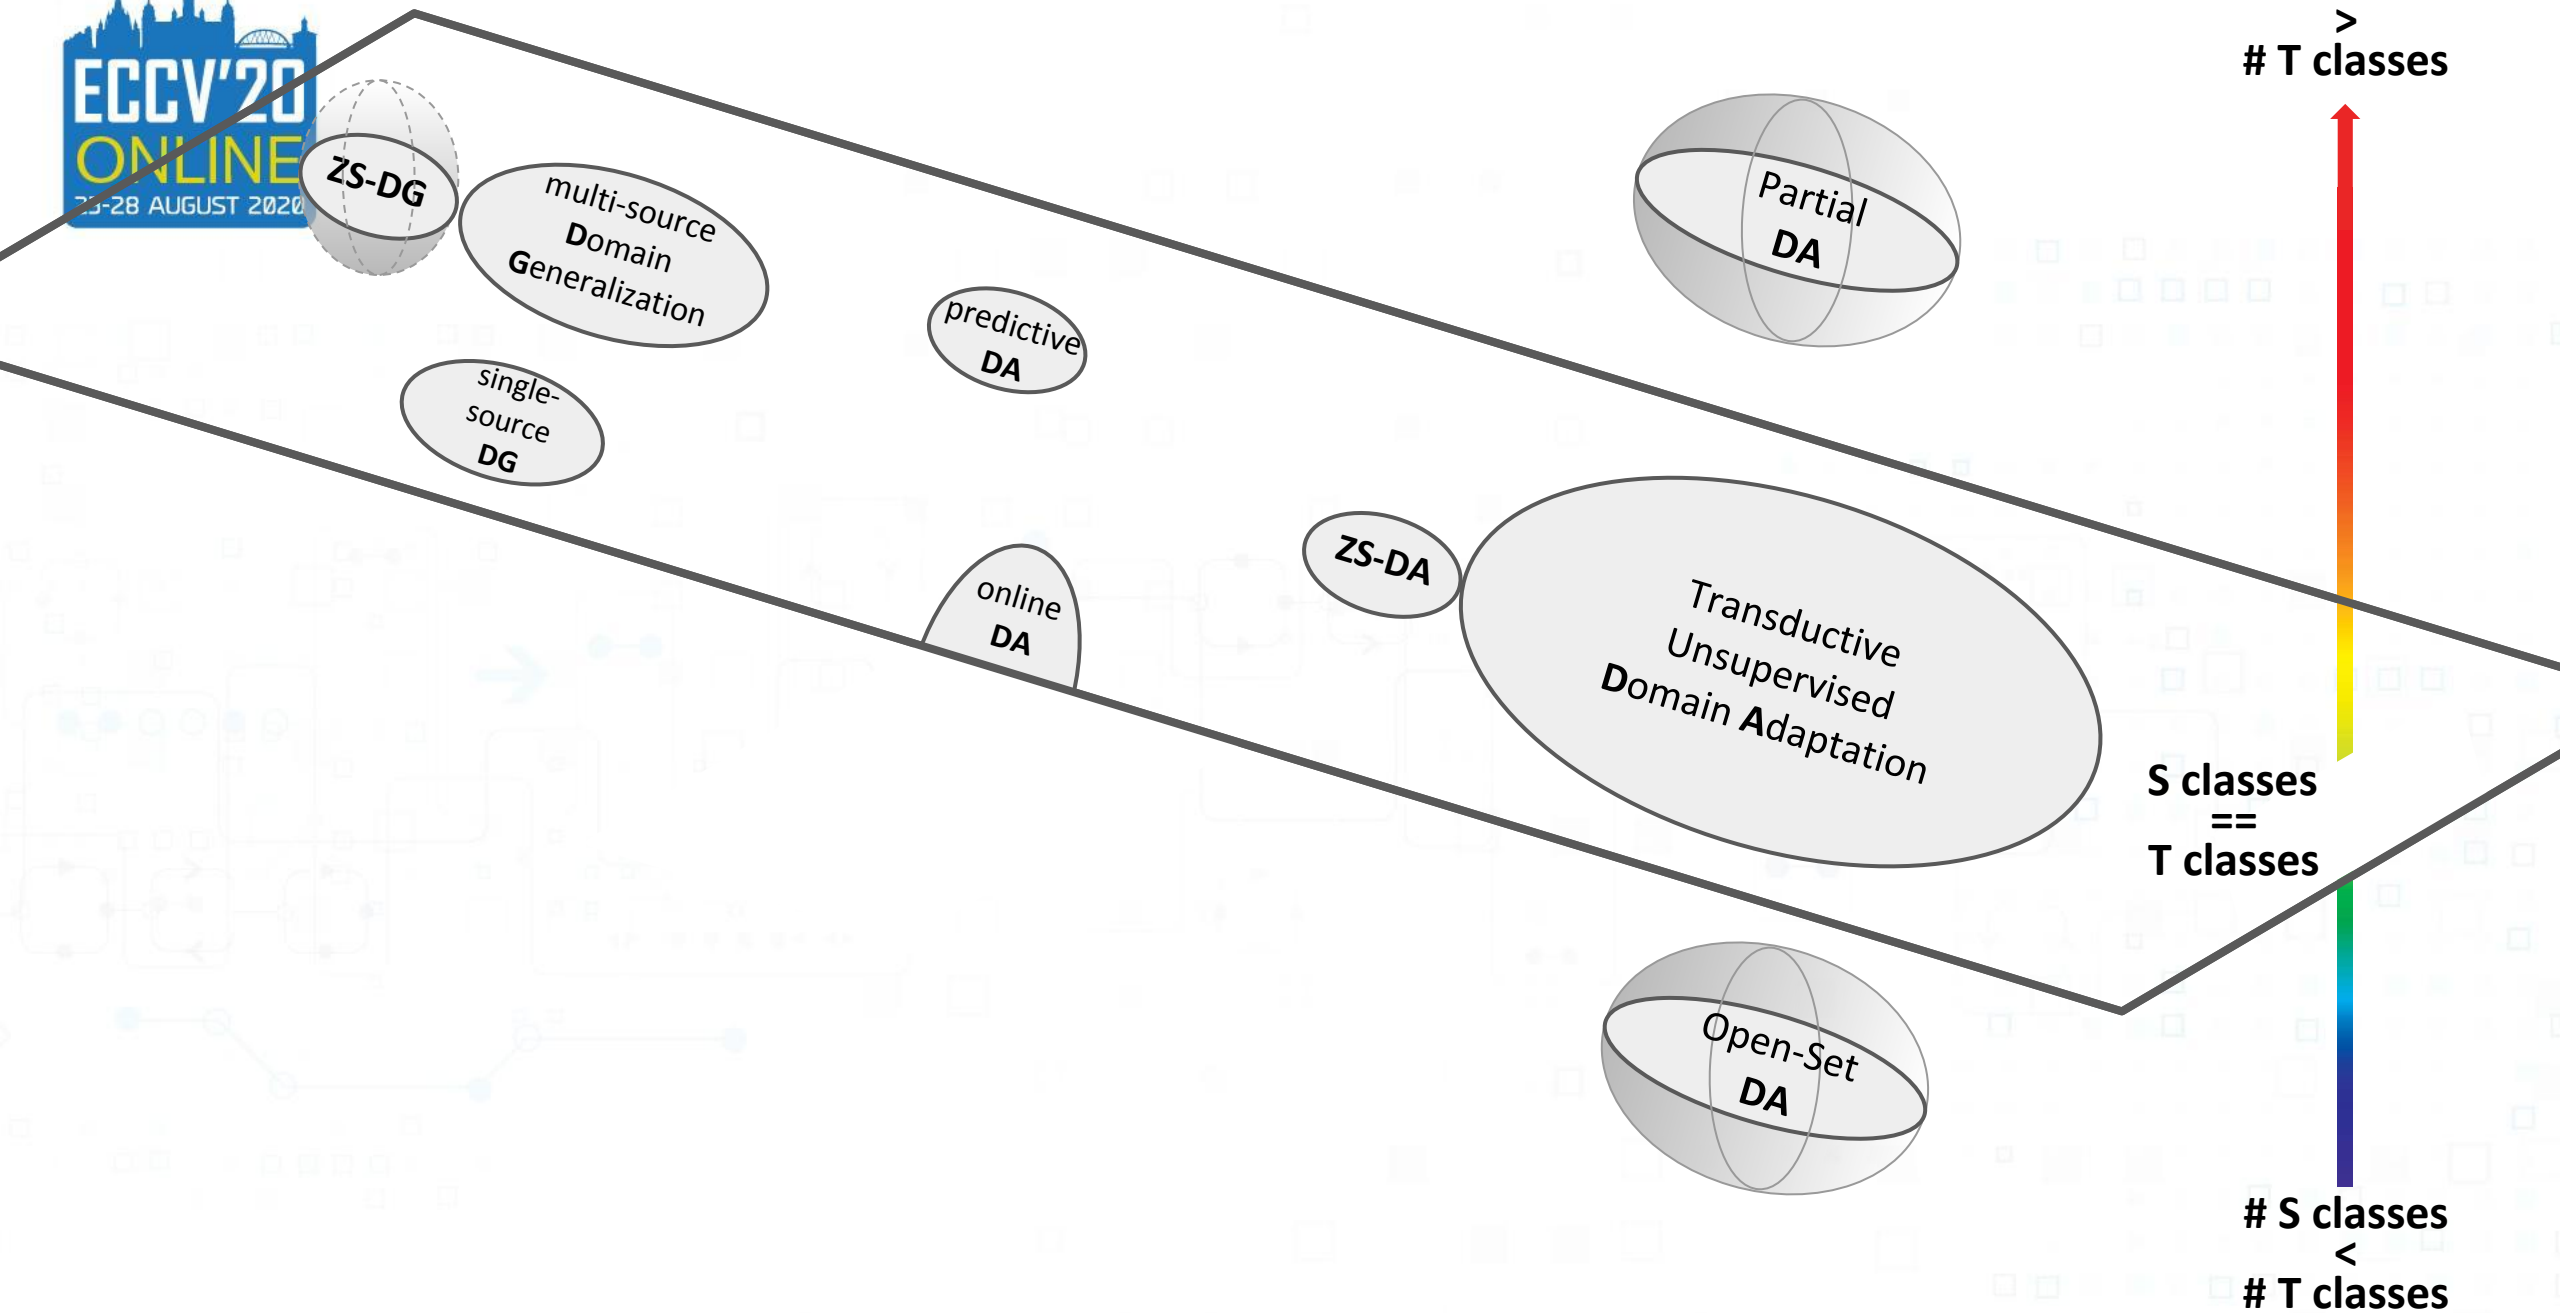 ECCV'20
ONLINE
23-28 AUGUST 2020
ZS-DG
multi-source
Domain
Generalization
single-
source
DG
predictive
DA
online
DA
Partial
DA
ZS-DA
Transductive
Unsupervised
Domain Adaptation
Open-Set
DA
>
# T classes
S classes
==
T classes
# S classes
<
# T classes